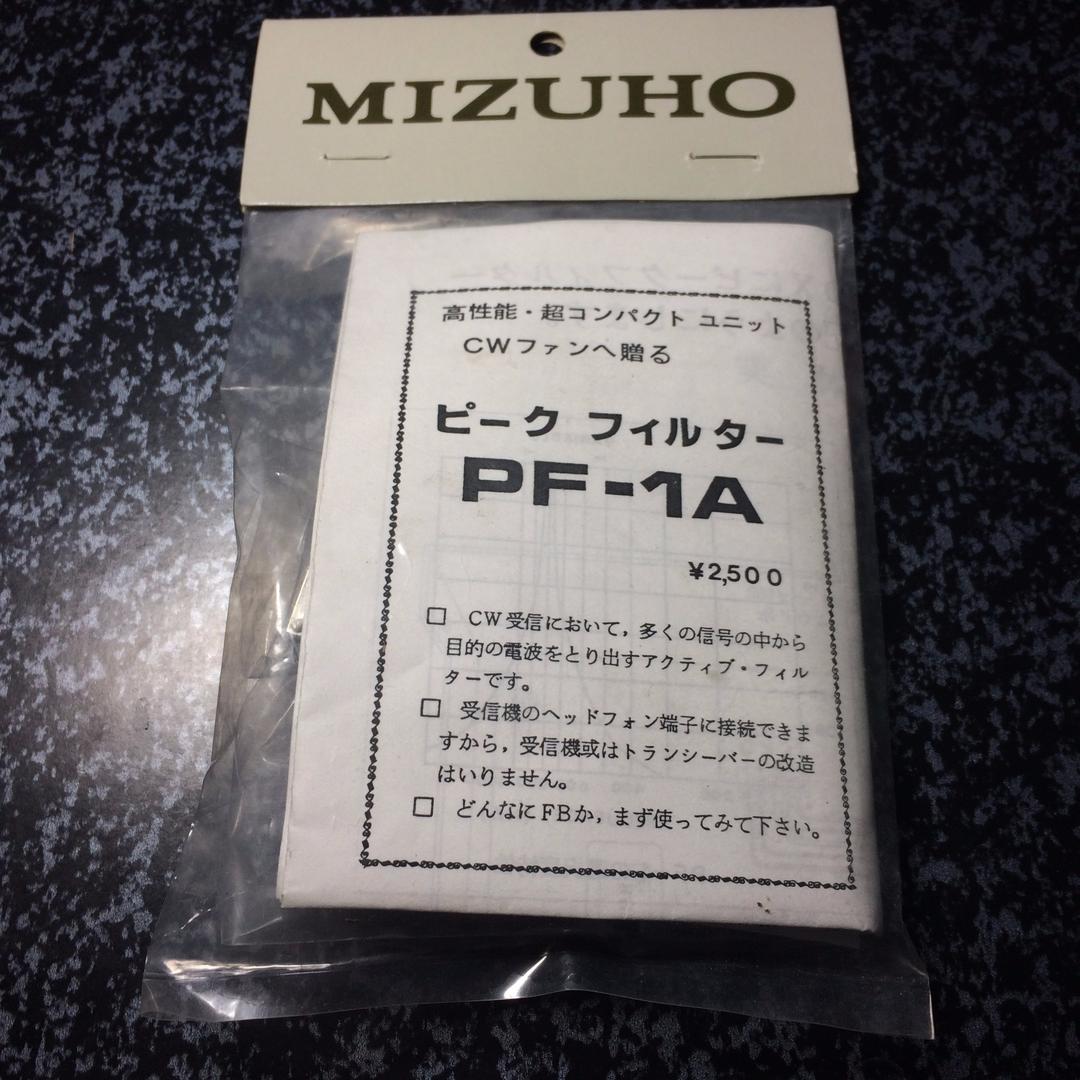 MIZUHO
高性能・超コンパクト ユニット
CWファンへ贈る
ピーク フィルター
PF-1A
¥2,500
□ CW受信において，多くの信号の中から
目的の電波をとり出すアクティブ・フィル
ターです。
□ 受信機のヘッドフォン端子に接続できま
すから，受信機或はトランシーバーの改造
はいりません。
□ どんなにFBか，まず使ってみて下さい。